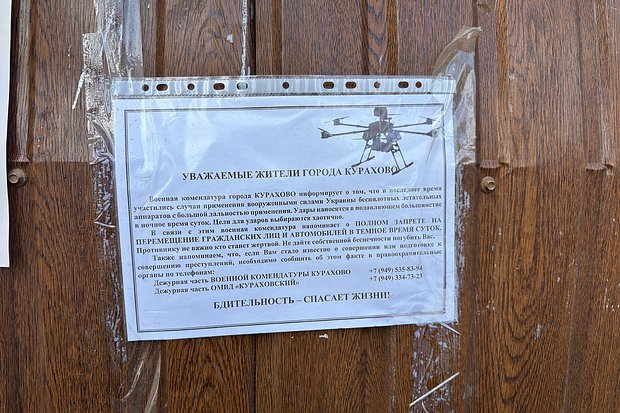 УВАЖАЕМЫЕ ЖИТЕЛИ ГОРОДА КУРАХОВО
Военная комендатура города КУРАХОВО информирует о том, что в последнее время
участились случаи применения вооруженными силами Украины беспилотных летательных
аппаратов с большой дальностью применения. Удары наносятся в подавляющем большинстве
в ночное время суток. Цели для ударов выбираются хаотично.
В связи с этим военная комендатура напоминает о ПОЛНОМ ЗАПРЕТЕ НА
ПЕРЕМЕЩЕНИЕ ГРАЖДАНСКИХ ЛИЦ И АВТОМОБИЛЕЙ В ТЕМНОЕ ВРЕМЯ СУТОК.
Противнику не важно кто станет жертвой. Не дайте собственной беспечности погубить Вас.
Также напоминаем, что, если Вам стало известно о совершении или подготовке к
совершению преступлений, необходимо сообщить об этом факте в правоохранительные
органы по телефонам:
Дежурная часть ВОЕННОЙ КОМЕНДАТУРЫ КУРАХОВО +7 (949) 535-83-94
Дежурная часть ОМВД «КУРАХОВСКИЙ» +7 (949) 334-73-23
БДИТЕЛЬНОСТЬ – СПАСАЕТ ЖИЗНИ!